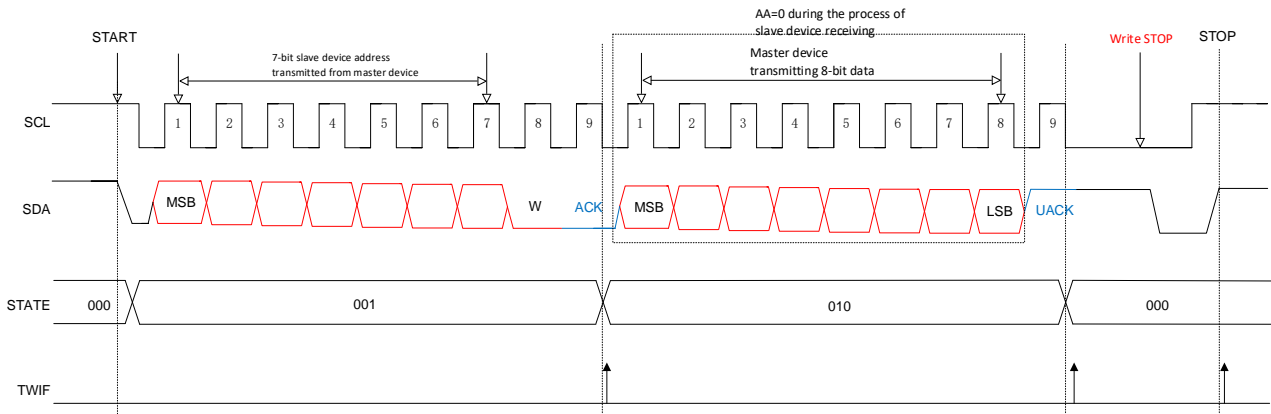 AA=0 during the process of
slave device receiving
START
7-bit slave device address
transmitted from master device
Master device
transmitting 8-bit data
Write STOP
STOP
SCL
1 2 3 4 5 6 7 8 9 1 2 3 4 5 6 7 8 9
SDA
MSB W ACK MSB LSB UACK
STATE
000 001 010 000
TWIF